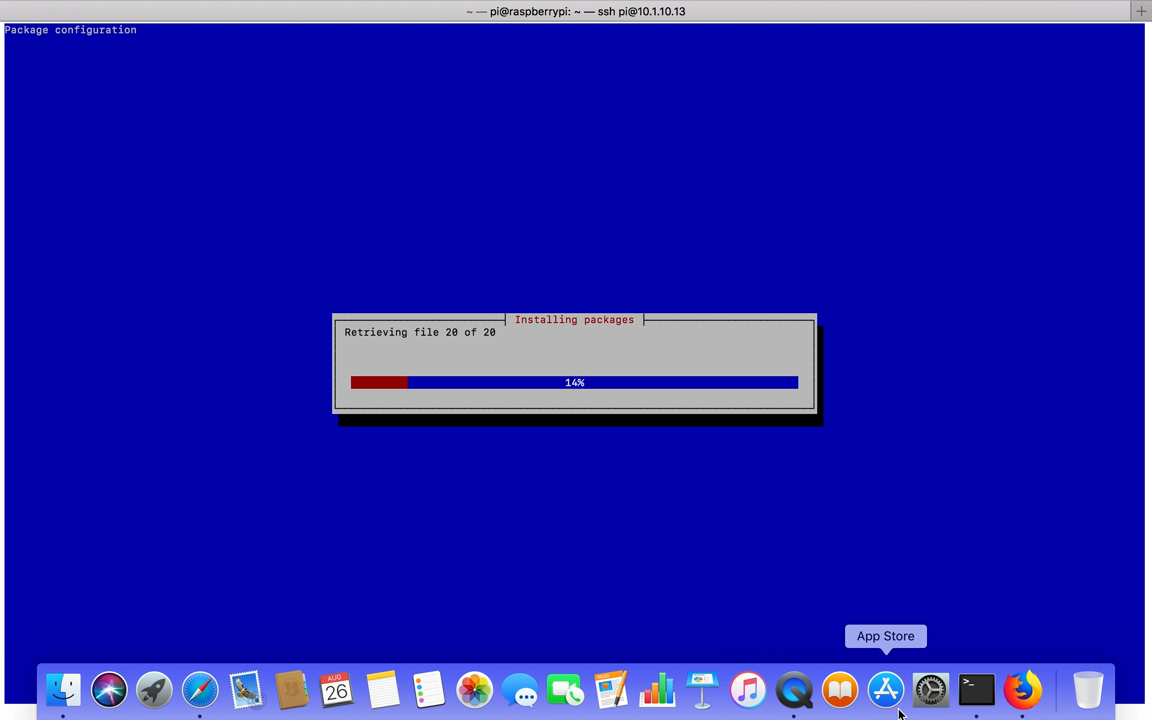 ~ — pi@raspberrypi: ~ — ssh pi@10.1.10.13
Package configuration
Installing packages
Retrieving file 20 of 20
14%
App Store
AUG
26
>_